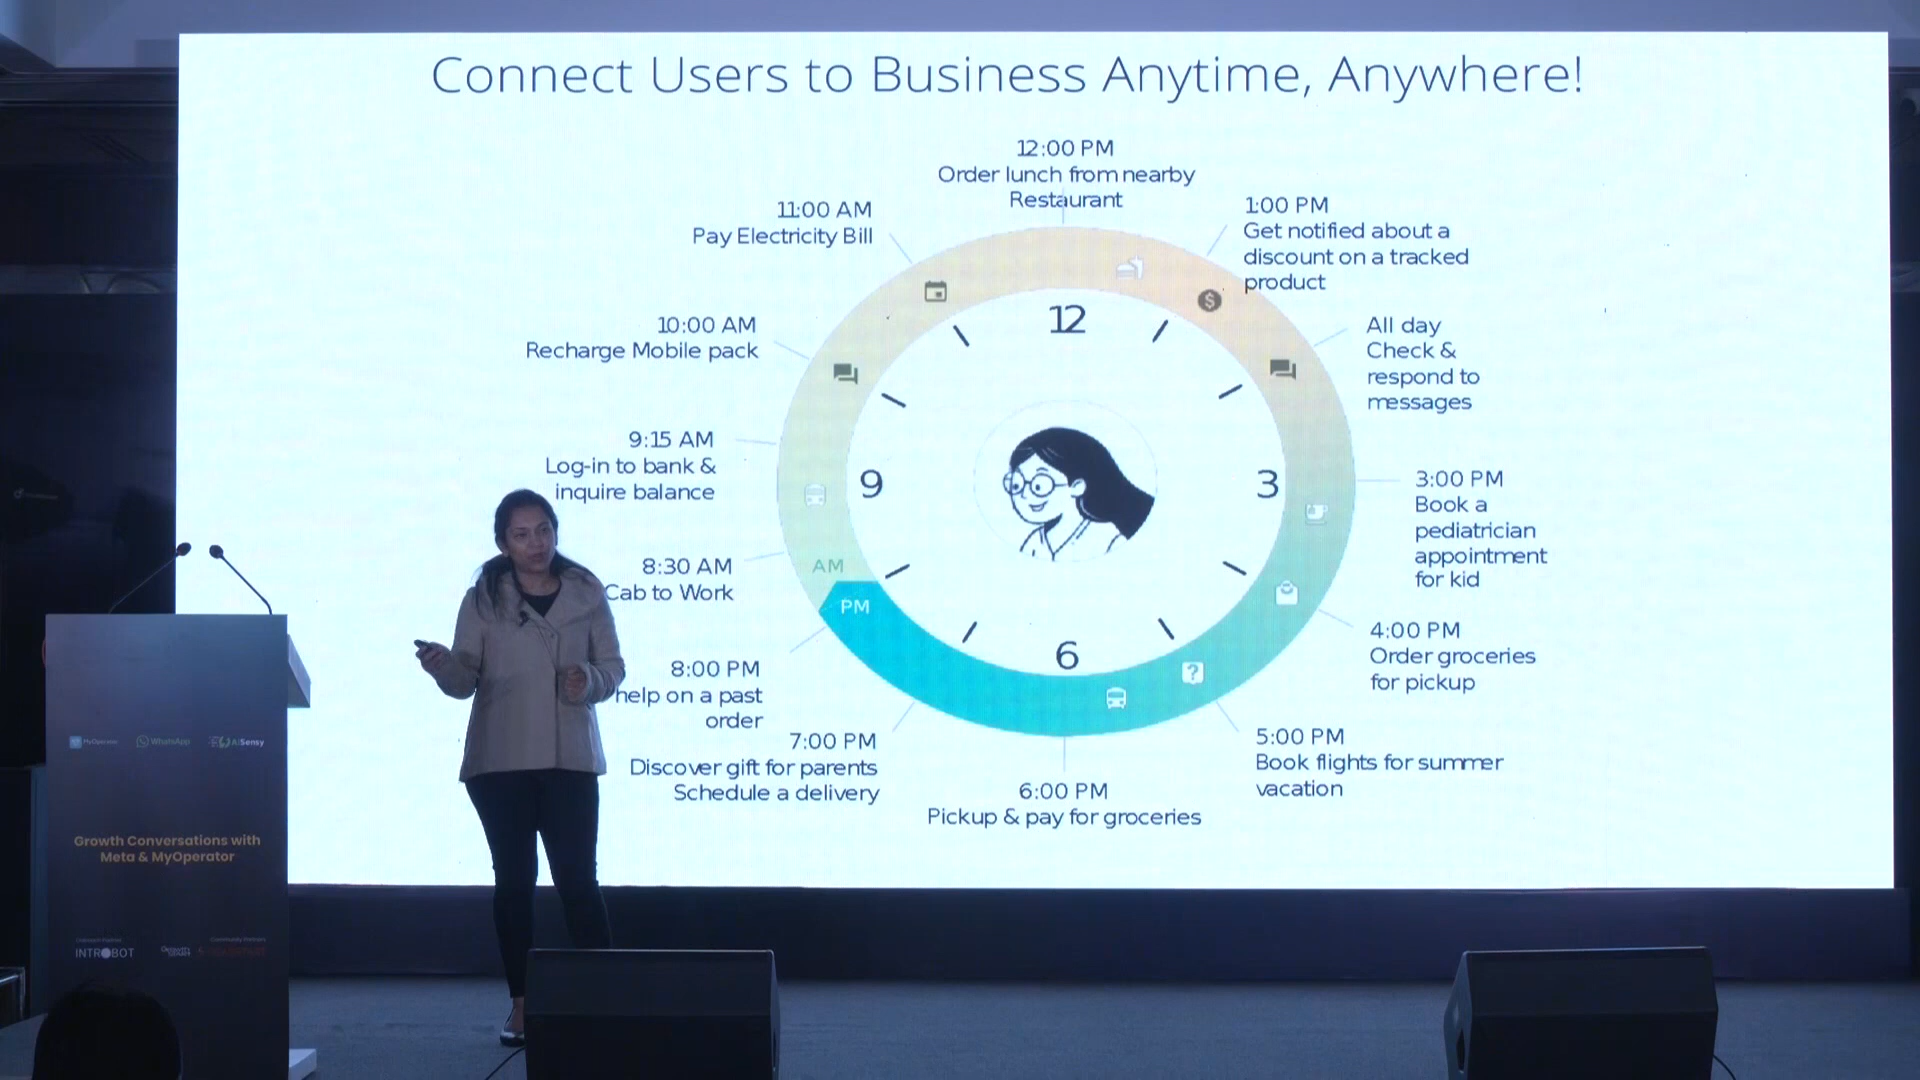 Connect Users to Business Anytime, Anywhere!
12:00 PM
Order lunch from nearby
Restaurant
1:00 PM
Get notified about a
discount on a tracked
product
All day
Check &
respond to
messages
3:00 PM
Book a
pediatrician
appointment
for kid
4:00 PM
Order groceries
for pickup
5:00 PM
Book flights for summer
vacation
6:00 PM
Pickup & pay for groceries
7:00 PM
Discover gift for parents
Schedule a delivery
8:00 PM
help on a past
order
8:30 AM
Cab to Work
9:15 AM
Log-in to bank &
inquire balance
10:00 AM
Recharge Mobile pack
11:00 AM
Pay Electricity Bill
12
3
6
9
AM
PM
$
?
MyOperator WhatsApp AiSensy
Growth Conversations with
Meta & MyOperator
INTROBOT